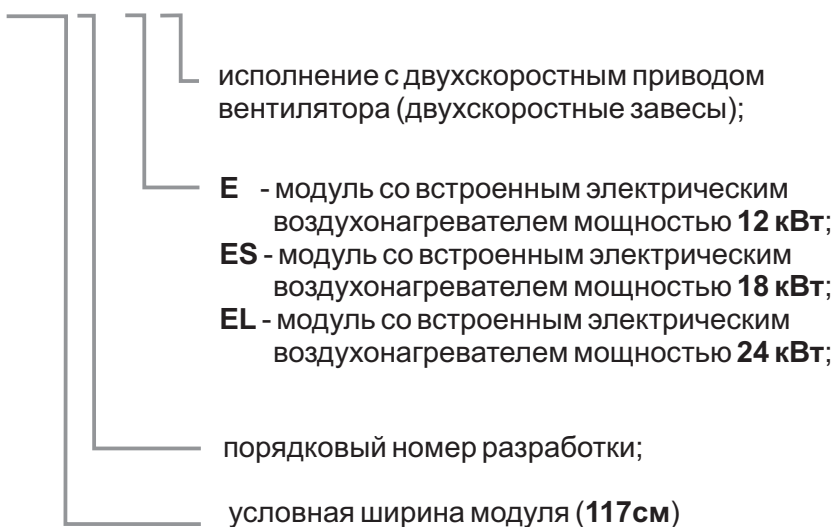 исполнение с двухскоростным приводом
вентилятора (двухскоростные завесы);
E - модуль со встроенным электрическим
воздухонагревателем мощностью 12 кВт;
ES - модуль со встроенным электрическим
воздухонагревателем мощностью 18 кВт;
EL - модуль со встроенным электрическим
воздухонагревателем мощностью 24 кВт;
порядковый номер разработки;
условная ширина модуля (117см)